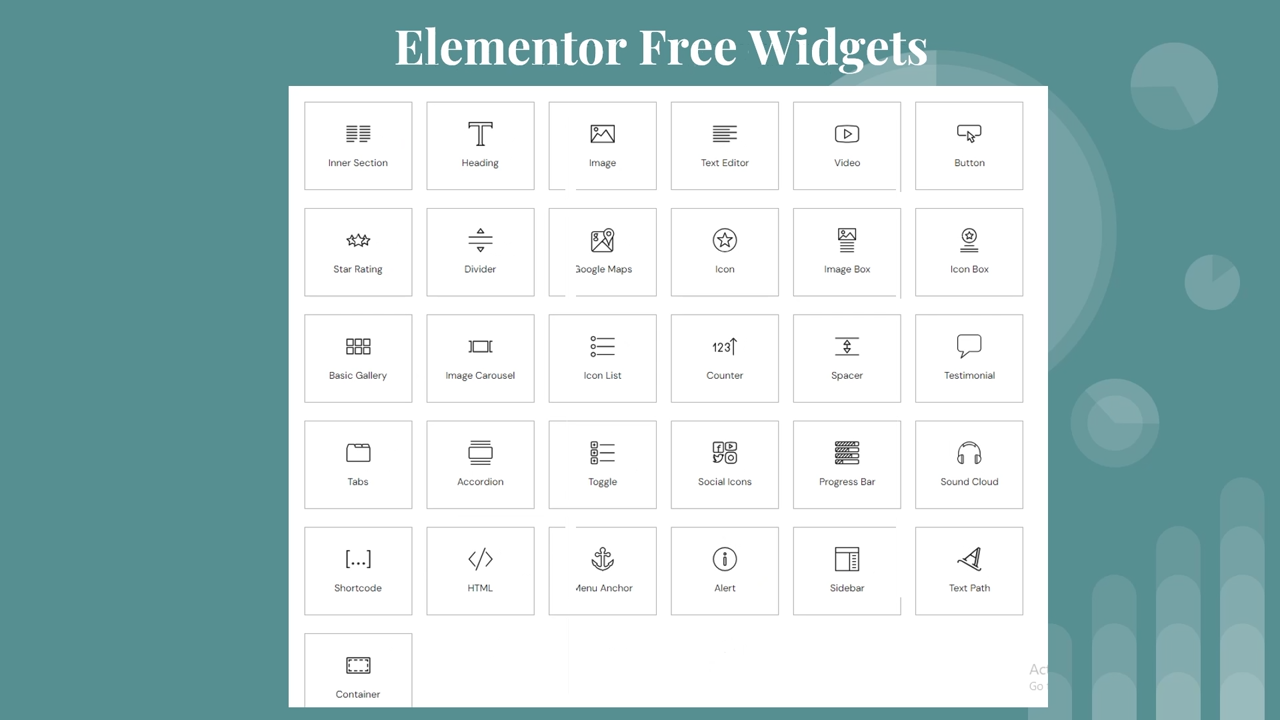 Elementor Free Widgets
Inner Section Heading Image Text Editor Video Button
Star Rating Divider Google Maps Icon Image Box Icon Box
Basic Gallery Image Carousel Icon List 123 Counter Spacer Testimonial
Tabs Accordion Toggle Social Icons Progress Bar Sound Cloud
[...] Shortcode </> HTML Menu Anchor Alert Sidebar Text Path
Container
Go